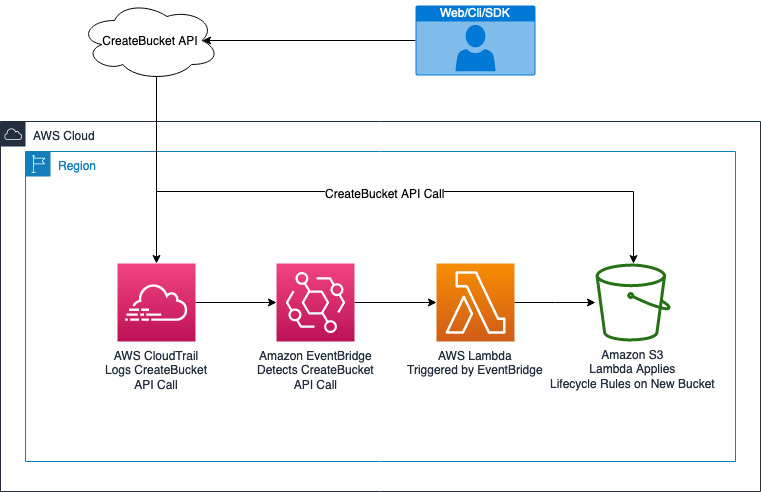 Web/Cli/SDK
CreateBucket API
AWS Cloud
Region
CreateBucket API Call
AWS CloudTrail
Logs CreateBucket
API Call
Amazon EventBridge
Detects CreateBucket
API Call
AWS Lambda
Triggered by EventBridge
Amazon S3
Lambda Applies
Lifecycle Rules on New Bucket